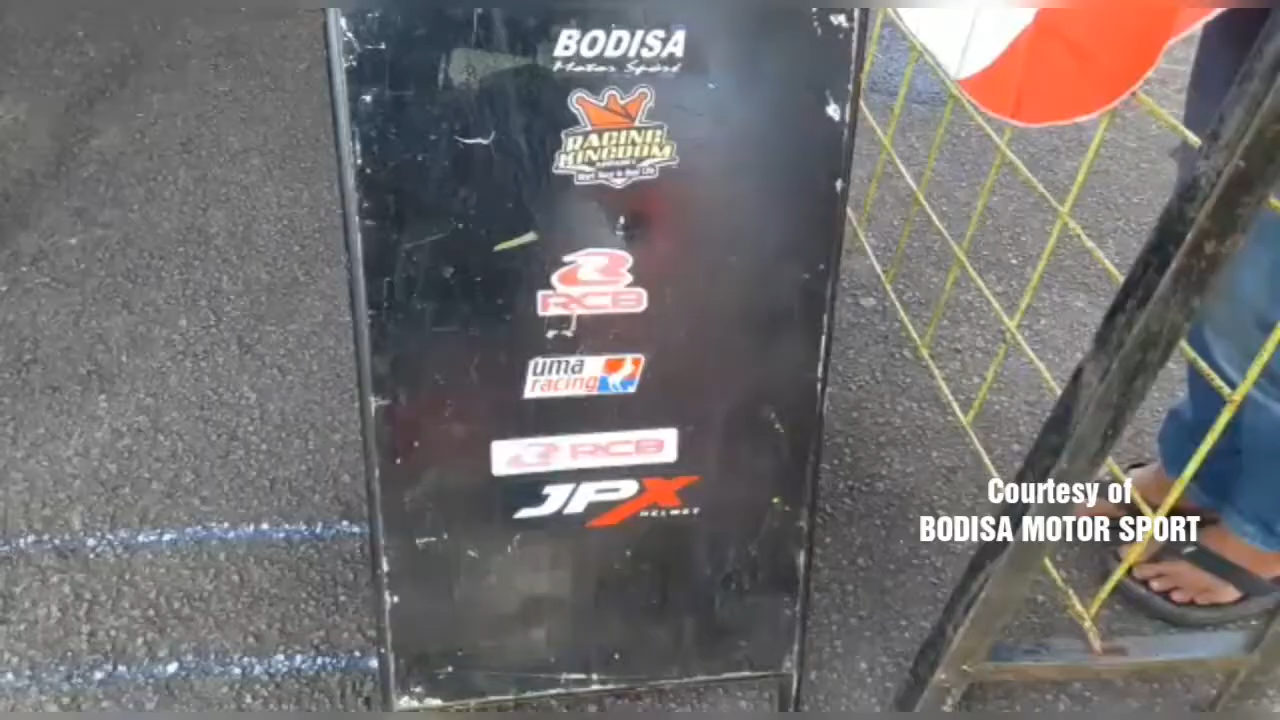 BODISA
Motor Sport
RACING
KINGDOM
RCB
uma
racing
RCB
JPX
HELMET
Courtesy of
BODISA MOTOR SPORT